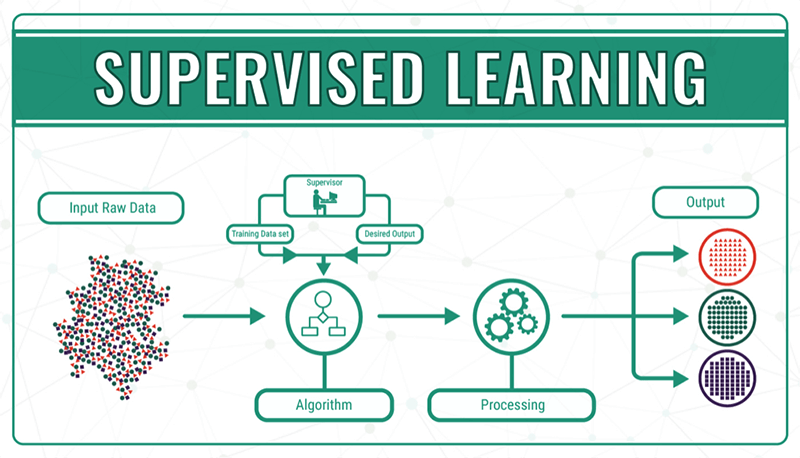 SUPERVISED LEARNING
Input Raw Data
Supervisor
Training Data set
Desired Output
Algorithm
Processing
Output